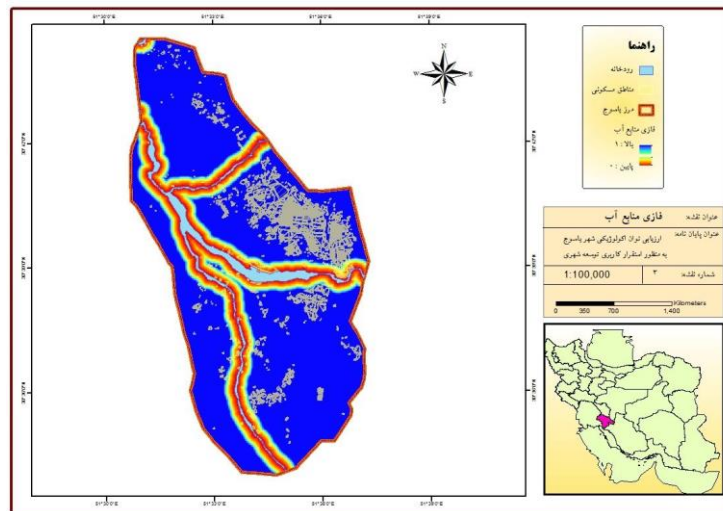 N
W
E
S
راهنما
رودخانه
مناطق مسکونی
مرز یاسوج
فازی منابع آب
بالا : ۱
پایین : ۰
عنوان نقشه: فازی منابع آب
عنوان پایان نامه: ارزیابی توان اکولوژیکی شهر یاسوج
به منظور استقرار کاربری توسعه شهری
شماره نقشه: ۳ 1:100,000
Kilometers
0 350 700 1,400